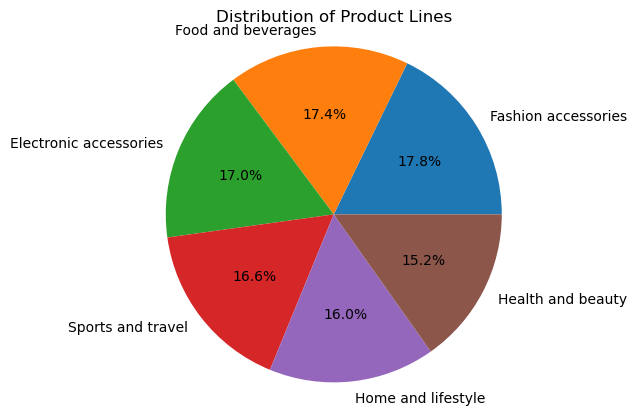 Distribution of Product Lines
Food and beverages
Fashion accessories
Electronic accessories
Sports and travel
Home and lifestyle
Health and beauty
17.4%
17.8%
17.0%
16.6%
16.0%
15.2%